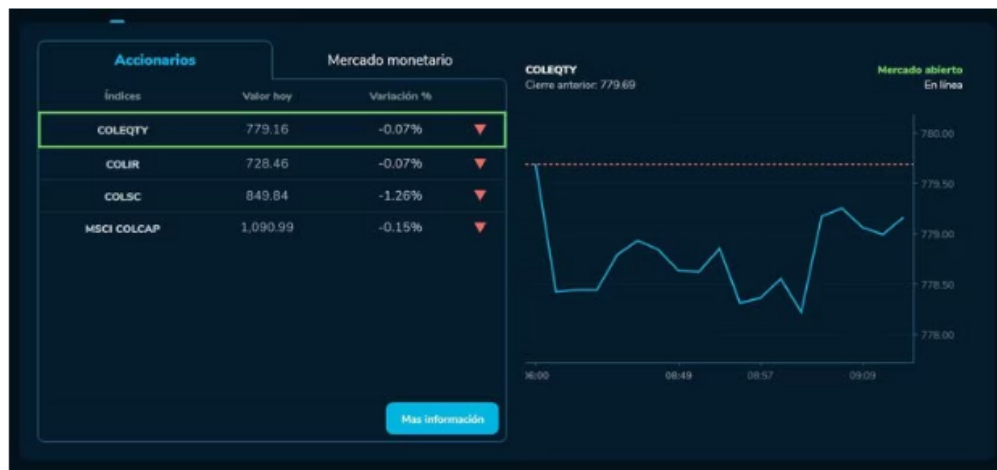 Accionarios
Mercado monetario
Índices Valor hoy Variación %
COLEQTY 779.16 -0.07%
COLIR 728.46 -0.07%
COLSC 849.84 -1.26%
MSCI COLCAP 1,090.99 -0.15%
Mas información
COLEQTY
Cierre anterior: 779.69
Mercado abierto
En línea
780.00
779.50
779.00
778.50
778.00
08:49 08:57 09:09